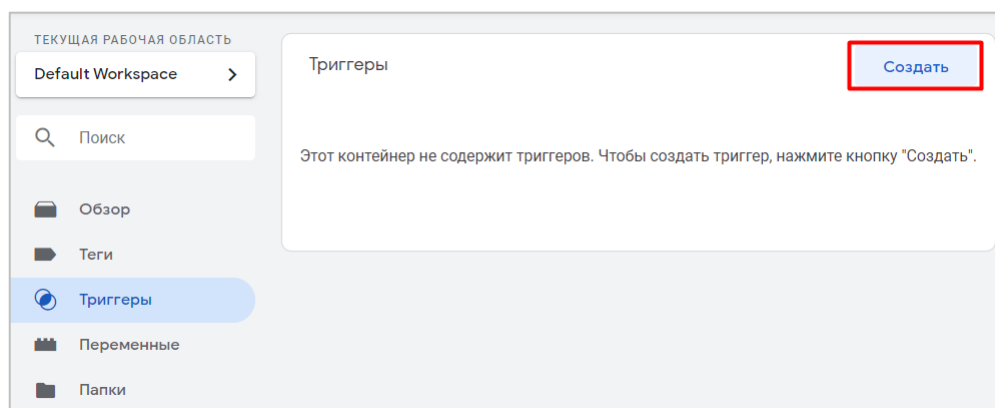 ТЕКУЩАЯ РАБОЧАЯ ОБЛАСТЬ
Default Workspace
Поиск
Обзор
Теги
Триггеры
Переменные
Папки
Триггеры
Создать
Этот контейнер не содержит триггеров. Чтобы создать триггер, нажмите кнопку "Создать".